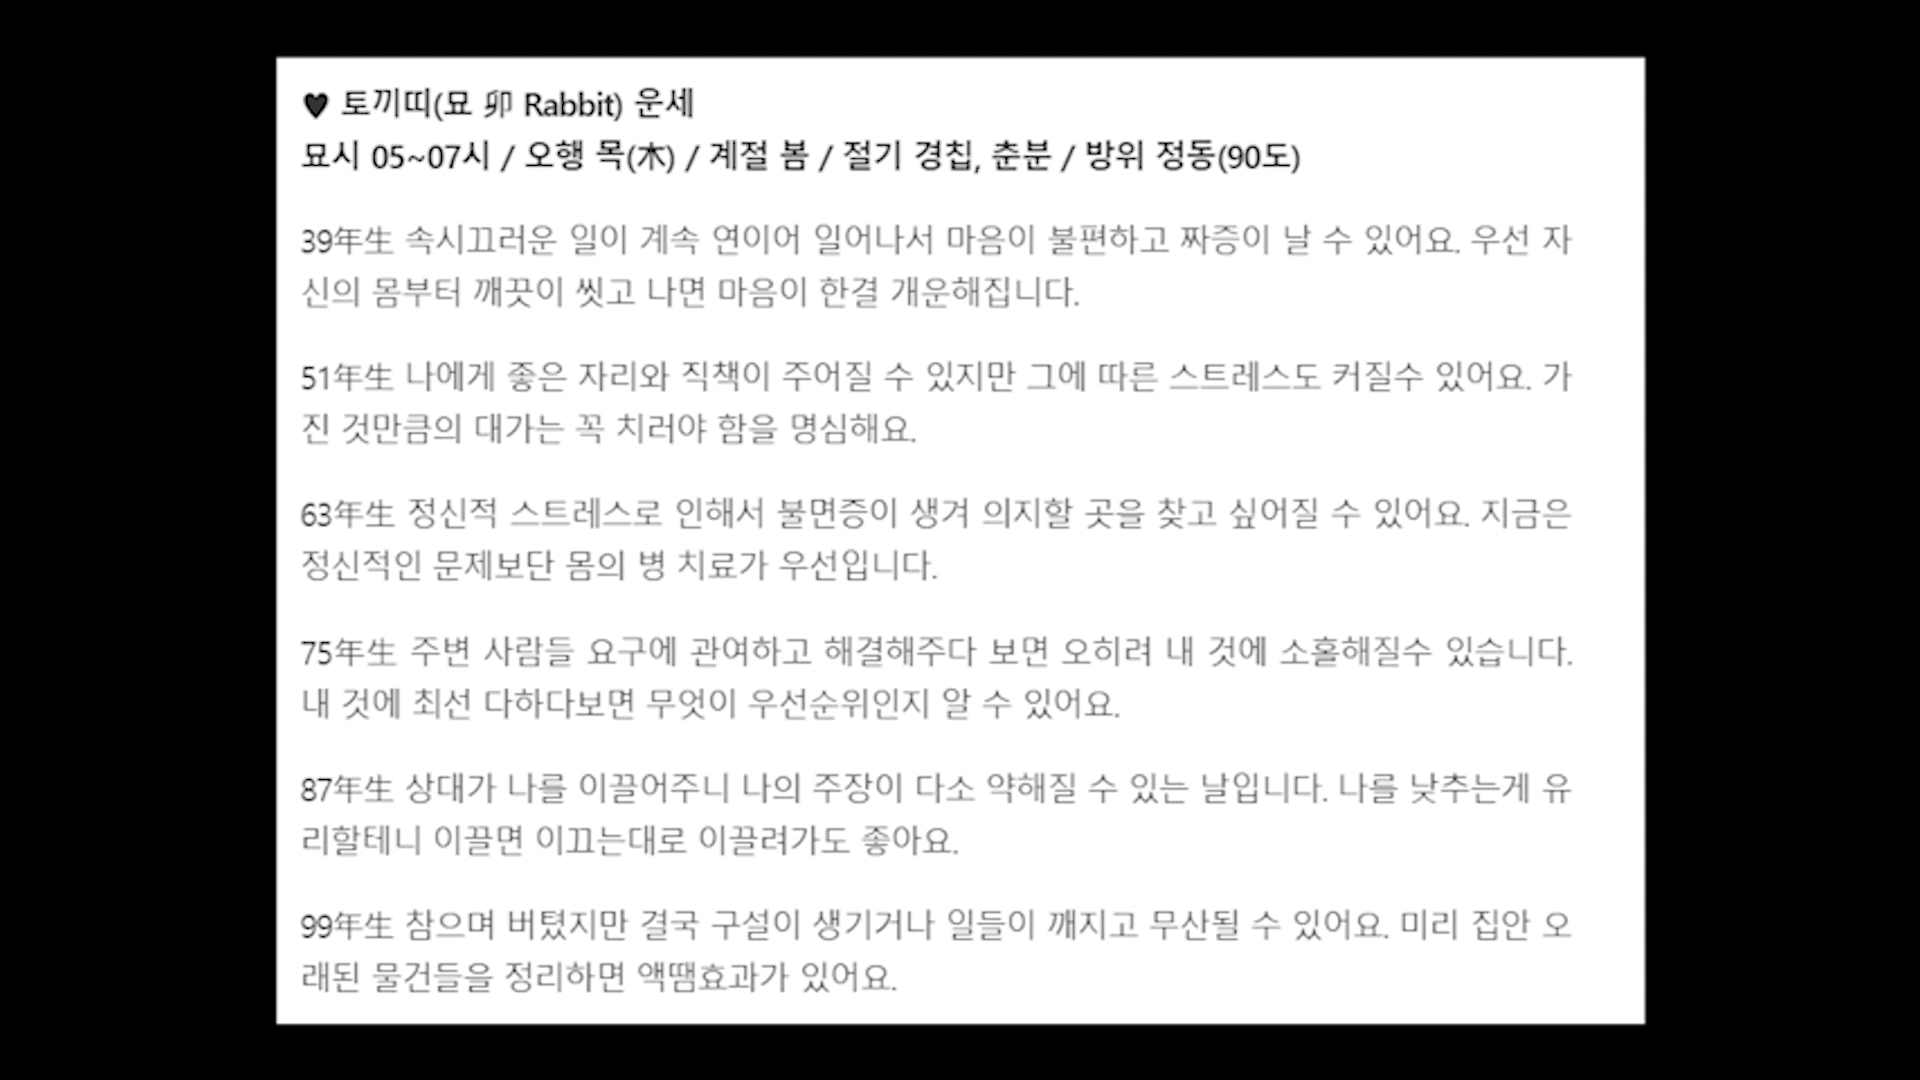 ♥ 토끼띠(묘 卯 Rabbit) 운세
묘시 05~07시 / 오행 목(木) / 계절 봄 / 절기 경칩, 춘분 / 방위 정동(90도)
39年生 속시끄러운 일이 계속 연이어 일어나서 마음이 불편하고 짜증이 날 수 있어요. 우선 자
신의 몸부터 깨끗이 씻고 나면 마음이 한결 개운해집니다.
51年生 나에게 좋은 자리와 직책이 주어질 수 있지만 그에 따른 스트레스도 커질수 있어요. 가
진 것만큼의 대가는 꼭 치러야 함을 명심해요.
63年生 정신적 스트레스로 인해서 불면증이 생겨 의지할 곳을 찾고 싶어질 수 있어요. 지금은
정신적인 문제보단 몸의 병 치료가 우선입니다.
75年生 주변 사람들 요구에 관여하고 해결해주다 보면 오히려 내 것에 소홀해질수 있습니다.
내 것에 최선 다하다보면 무엇이 우선순위인지 알 수 있어요.
87年生 상대가 나를 이끌어주니 나의 주장이 다소 약해질 수 있는 날입니다. 나를 낮추는게 유
리할테니 이끌면 이끄는대로 이끌려가도 좋아요.
99年生 참으며 버텼지만 결국 구설이 생기거나 일들이 깨지고 무산될 수 있어요. 미리 집안 오
래된 물건들을 정리하면 액땜효과가 있어요.